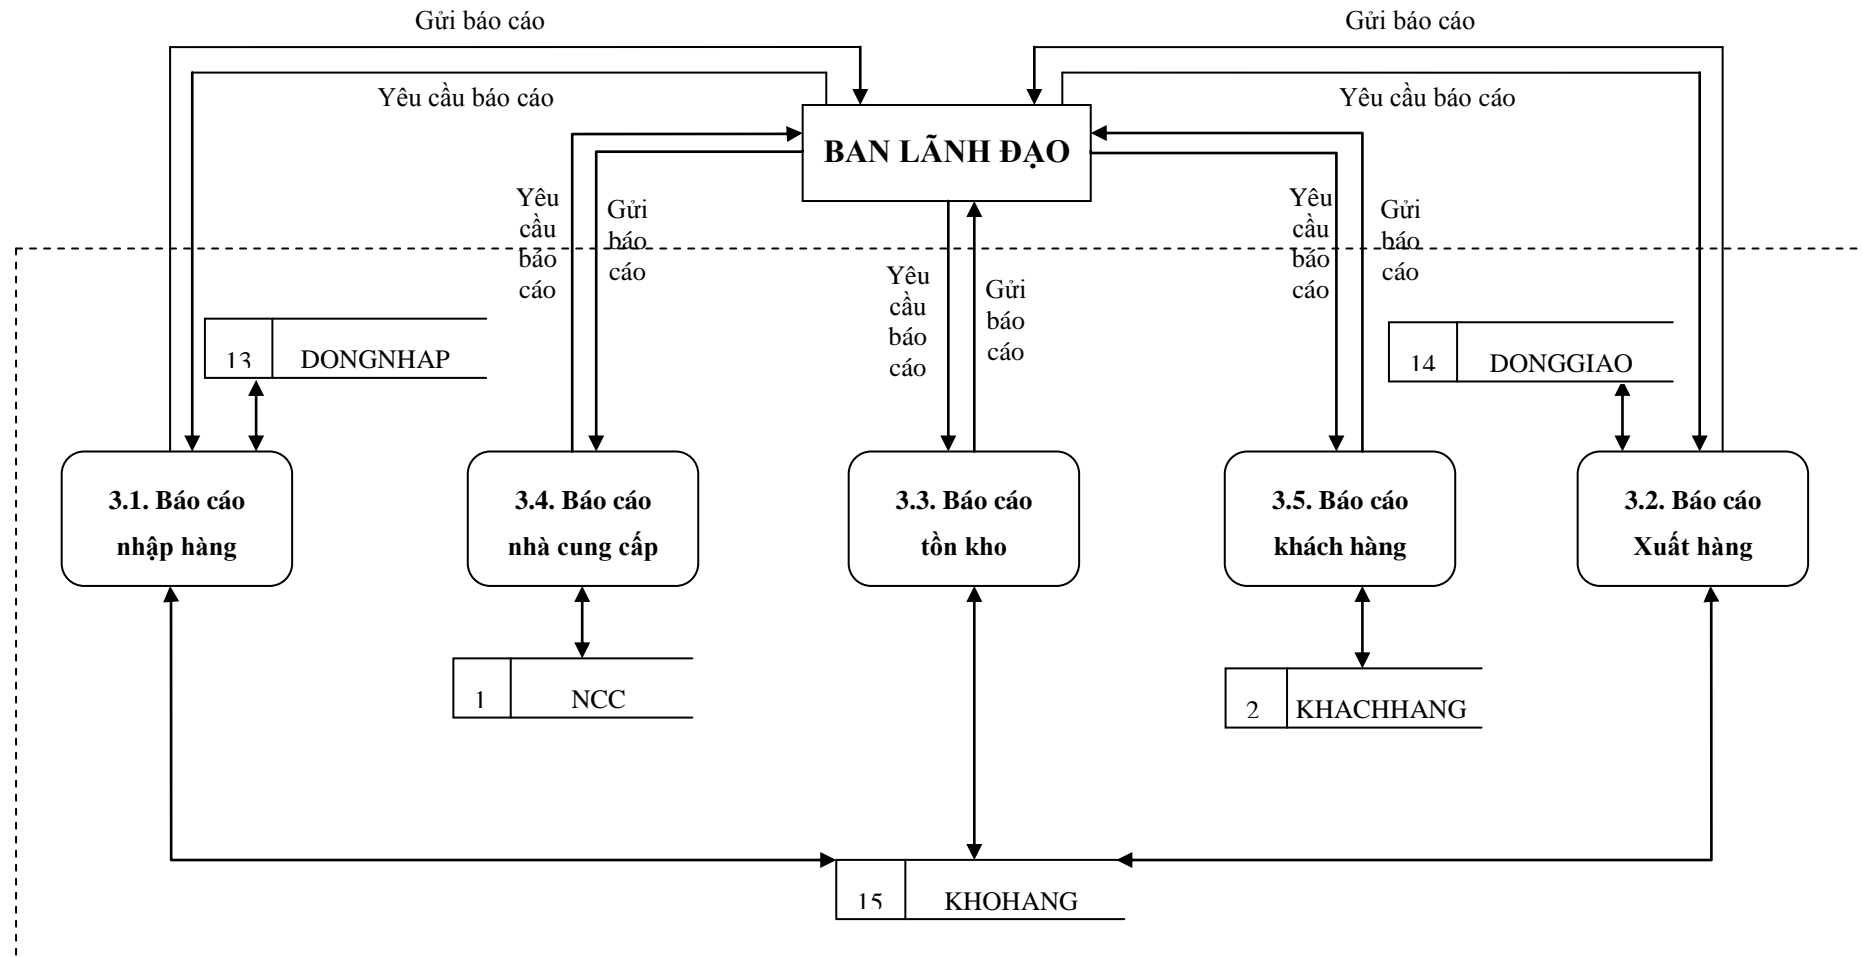 Gửi báo cáo
Gửi báo cáo
Yêu cầu báo cáo
Yêu cầu báo cáo
BAN LÃNH ĐẠO
Yêu
cầu
báo
cáo
Gửi
báo
cáo
Yêu
cầu
báo
cáo
Gửi
báo
cáo
Yêu
cầu
báo
cáo
Gửi
báo
cáo
13 DONGNHAP
14 DONGGIAO
3.1. Báo cáo
nhập hàng
3.4. Báo cáo
nhà cung cấp
3.3. Báo cáo
tồn kho
3.5. Báo cáo
khách hàng
3.2. Báo cáo
Xuất hàng
1 NCC
2 KHACHHANG
15 KHOHANG